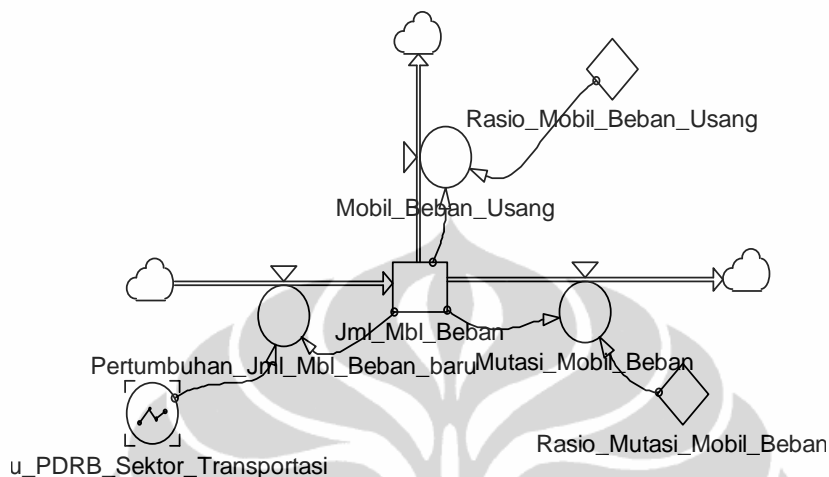 Rasio_Mobil_Beban_Usang
Mobil_Beban_Usang
Jml_Mbl_Beban
Pertumbuhan_Jml_Mbl_Beban_baru
Mutasi_Mobil_Beban
Rasio_Mutasi_Mobil_Beban
u_PDRB_Sektor_Transportasi